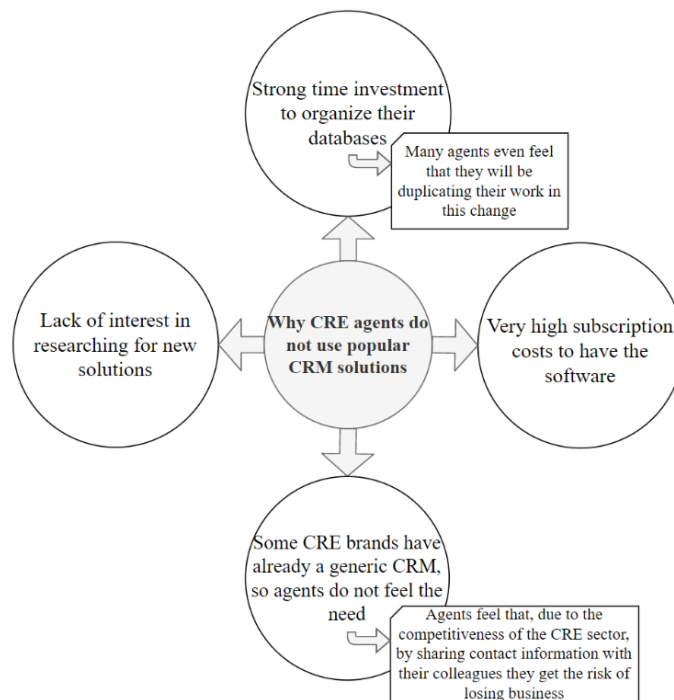 Strong time investment
to organize their
databases
Many agents even feel
that they will be
duplicating their work in
this change
Lack of interest in
researching for new
solutions
Why CRE agents do
not use popular
CRM solutions
Very high subscription
costs to have the
software
Some CRE brands have
already a generic CRM,
so agents do not feel the
need
Agents feel that, due to the
competitiveness of the CRE sector,
by sharing contact information with
their colleagues they get the risk of
losing business